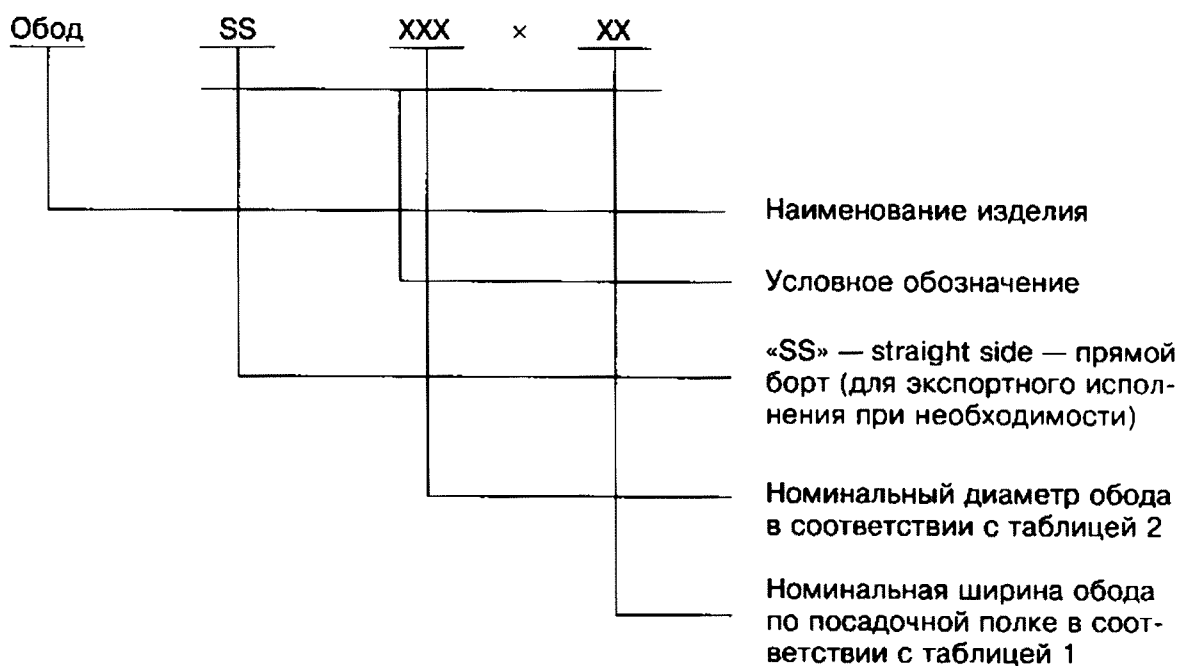 Обод SS XXX × XX
Наименование изделия
Условное обозначение
«SS» — straight side — прямой
борт (для экспортного испол-
нения при необходимости)
Номинальный диаметр обода
в соответствии с таблицей 2
Номинальная ширина обода
по посадочной полке в соот-
ветствии с таблицей 1